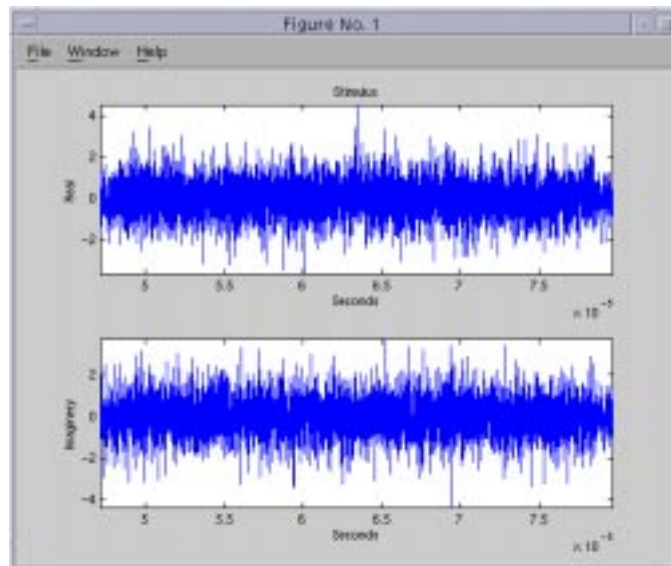 Figure No. 1
File Window Help
Stimulus
4
2
0
-2
Real
5 5.5 6 6.5 7 7.5
Seconds
x 10 -5
2
0
-2
-4
Imaginary
5 5.5 6 6.5 7 7.5
Seconds